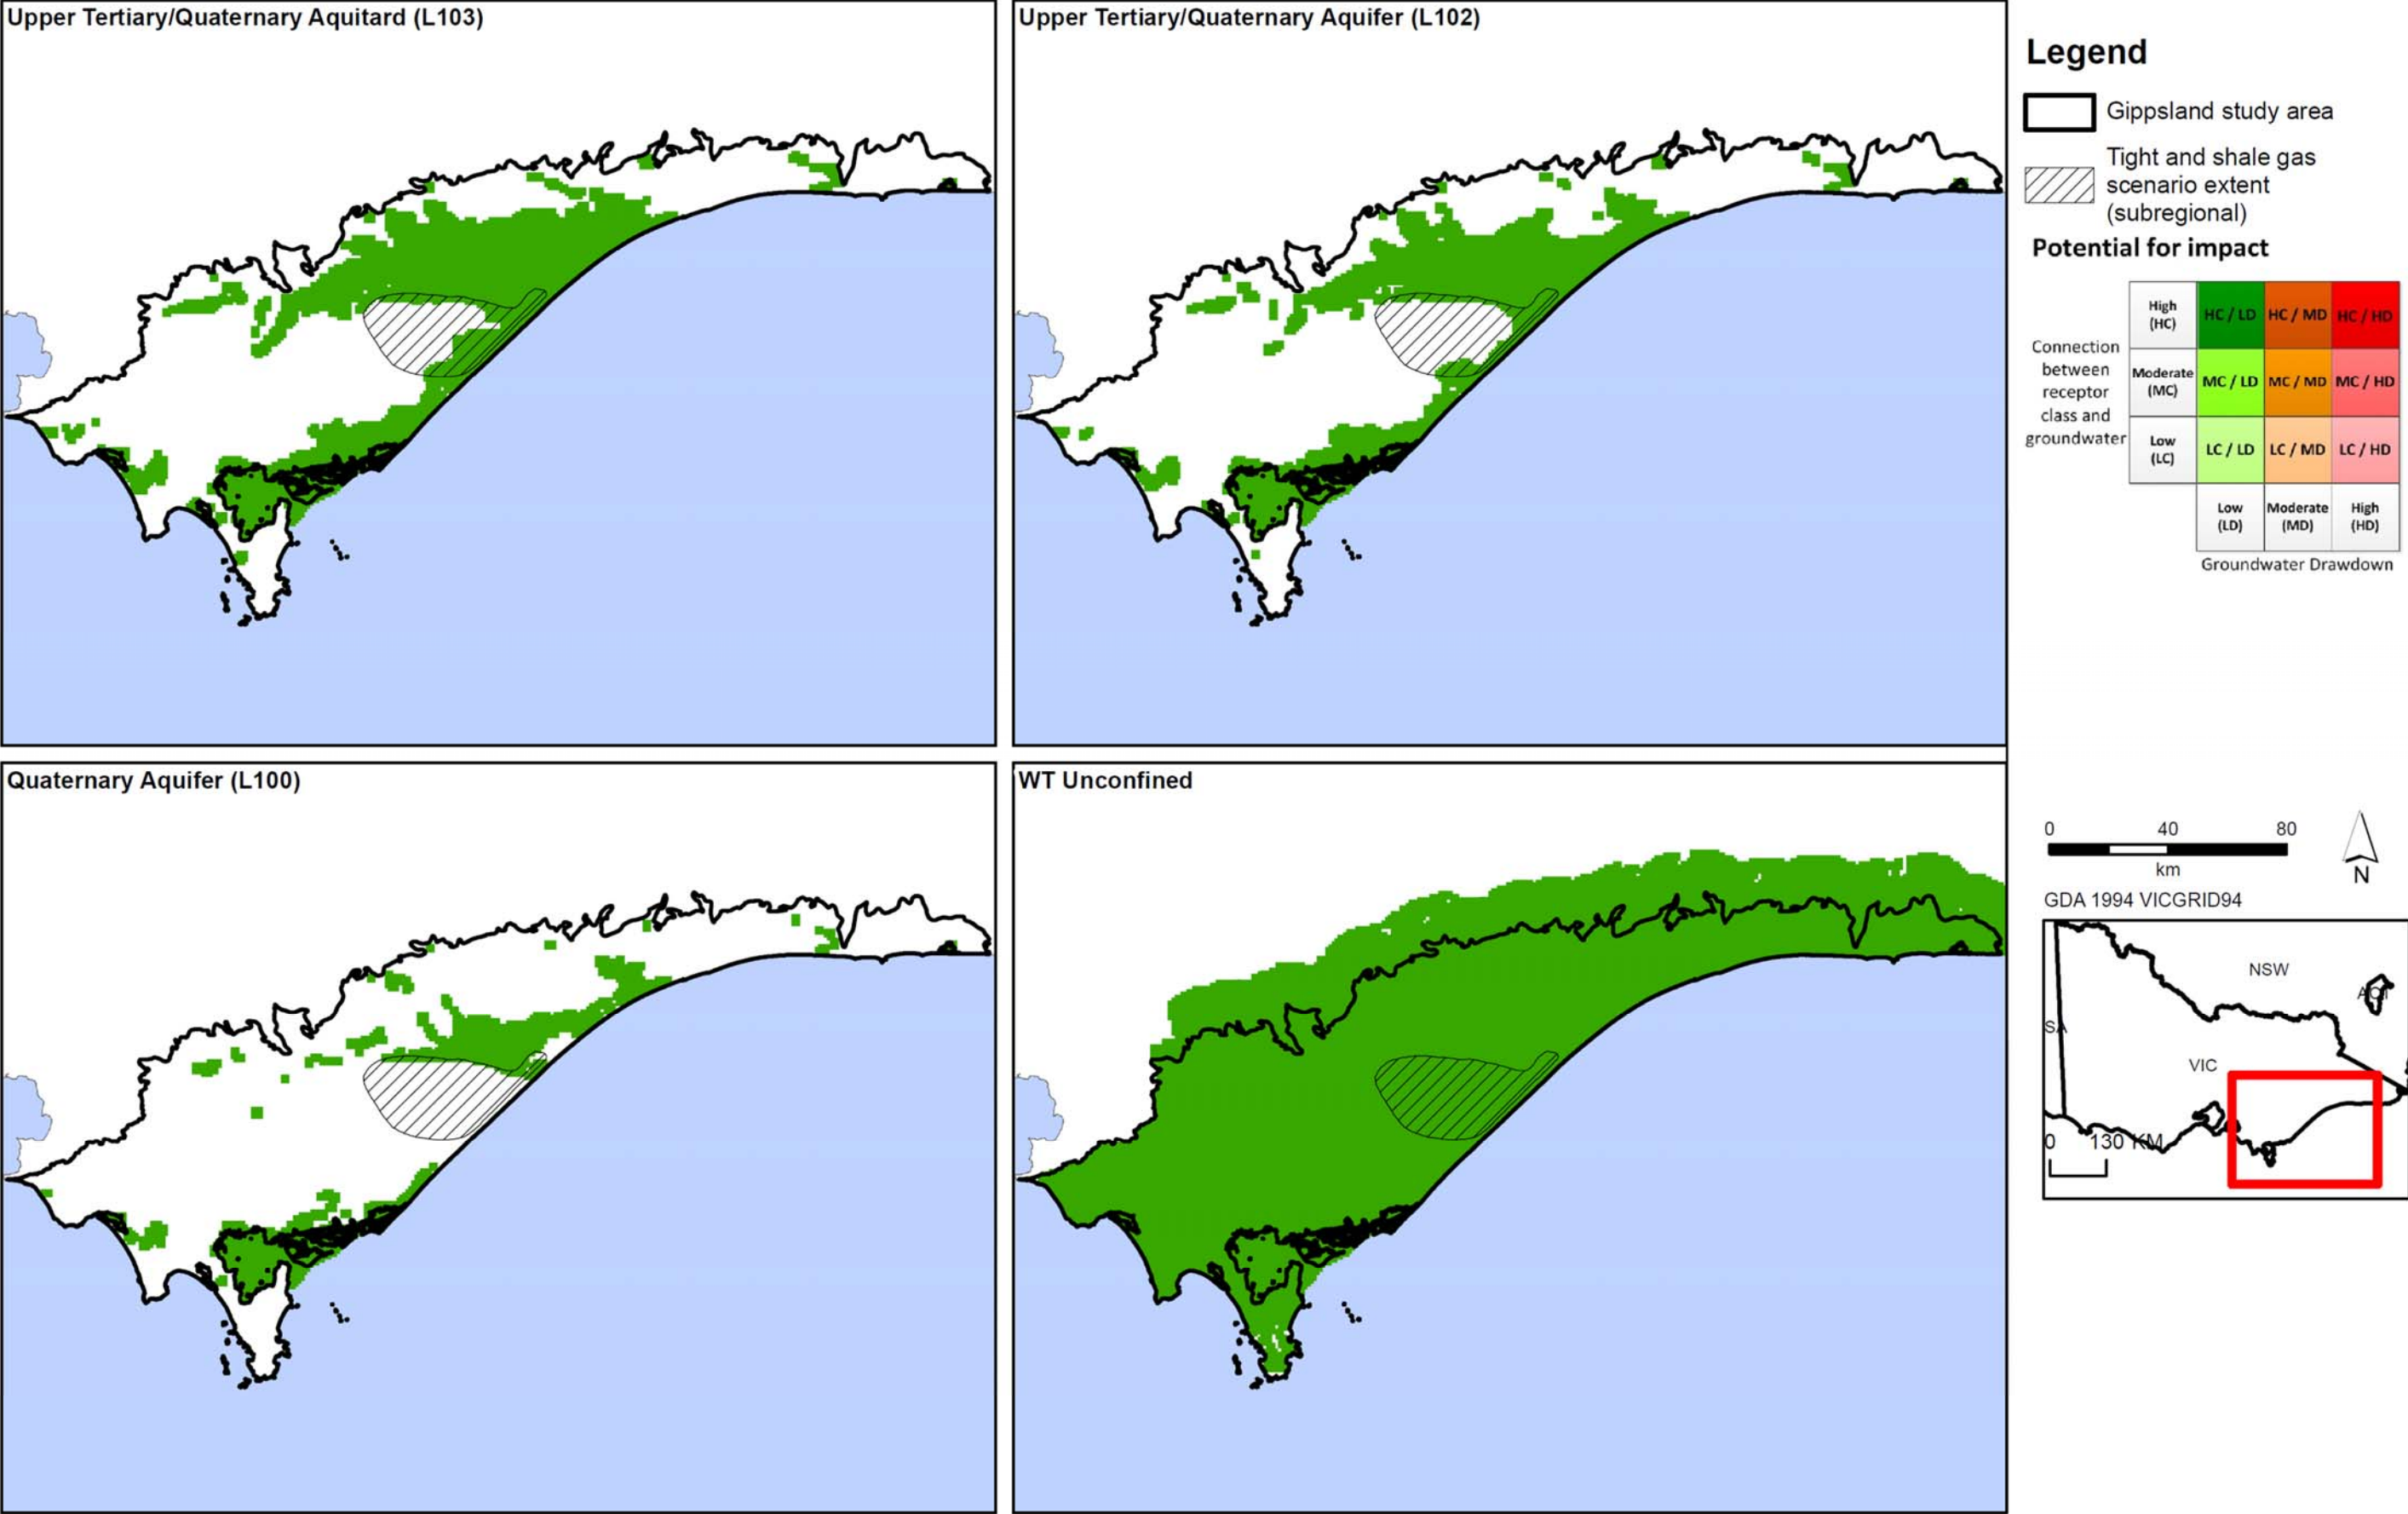 Upper Tertiary/Quaternary Aquitard (L103)
Upper Tertiary/Quaternary Aquifer (L102)
Quaternary Aquifer (L100)
WT Unconfined
Legend
Gippsland study area
Tight and shale gas
scenario extent
(subregional)
Potential for impact
Connection
between
receptor
class and
groundwater
High
(HC)
HC / LD
HC / MD
HC / HD
Moderate
(MC)
MC / LD
MC / MD
MC / HD
Low
(LC)
LC / LD
LC / MD
LC / HD
Low
(LD)
Moderate
(MD)
High
(HD)
Groundwater Drawdown
0 40 80
km
N
GDA 1994 VICGRID94
NSW
ACT
SA
VIC
0 130 KM